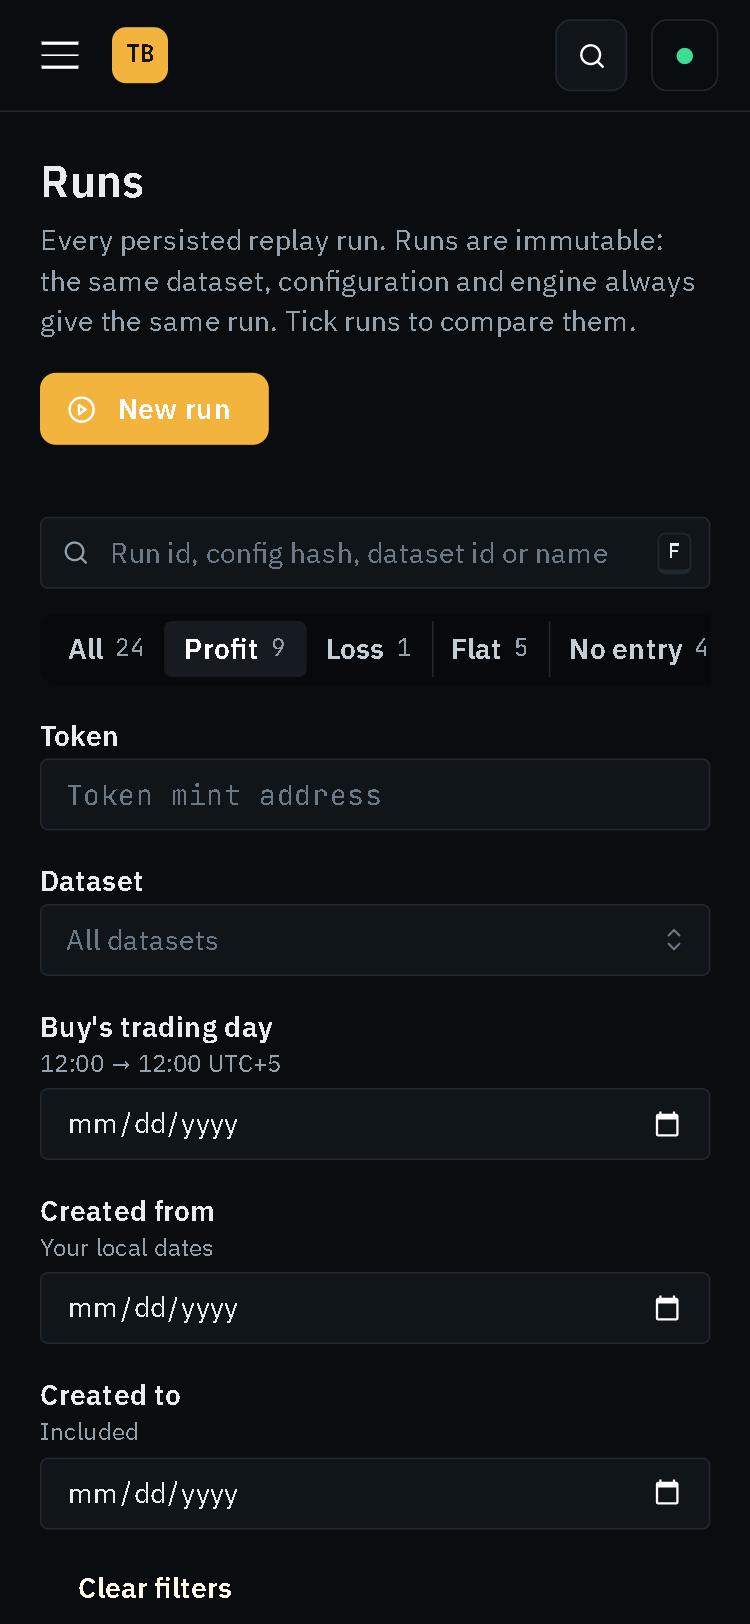 TB
Runs
Every persisted replay run. Runs are immutable:
the same dataset, configuration and engine always
give the same run. Tick runs to compare them.
New run
Run id, config hash, dataset id or name F
All 24 Profit 9 Loss 1 Flat 5 No entry 4
Token
Token mint address
Dataset
All datasets
Buy's trading day
12:00 → 12:00 UTC+5
mm/dd/yyyy
Created from
Your local dates
mm/dd/yyyy
Created to
Included
mm/dd/yyyy
Clear filters